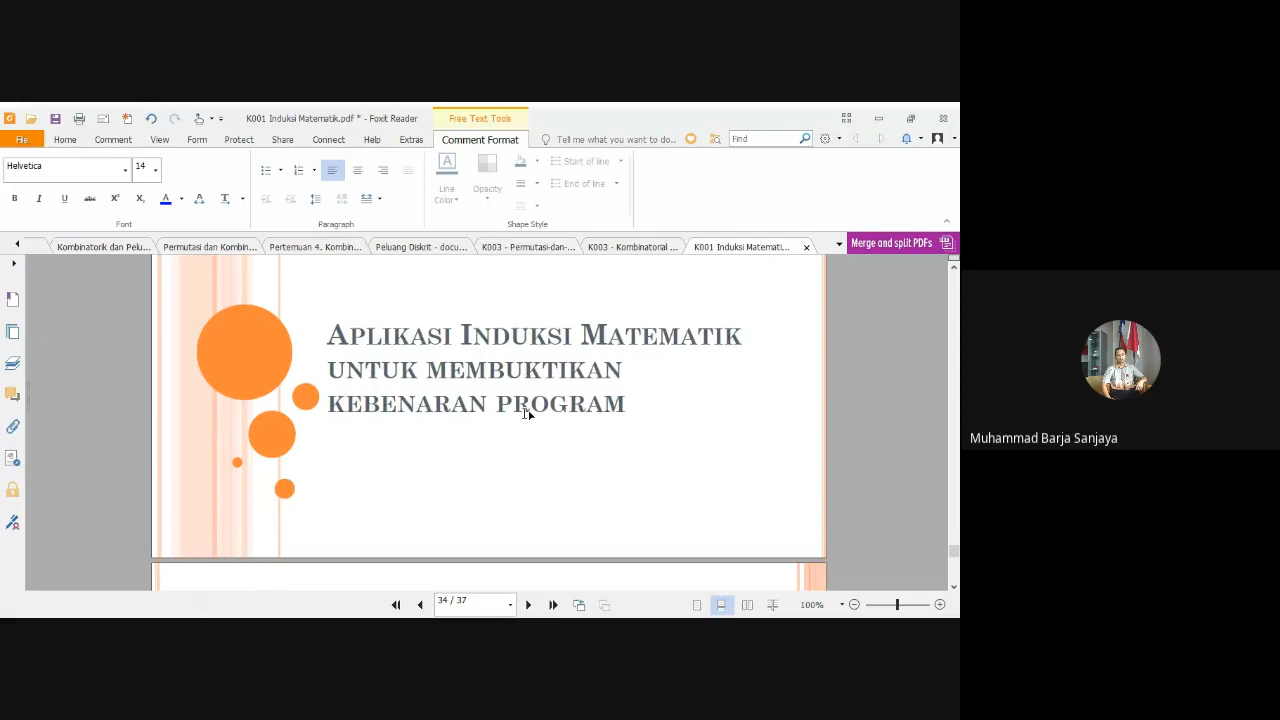 K001 Induksi Matematik.pdf * - Foxit Reader
Free Text Tools
File Home Comment View Form Protect Share Connect Help Extras Comment Format Tell me what you want to do.. Find
Helvetica 14
Line Color
Opacity
Start of line
End of line
Font Paragraph Shape Style
Kombinatorik dan Pelu... Permutasi dan Kombin... Pertemuan 4. Kombin... Peluang Diskrit - docu... K003 - Permutasi-dan-... K003 - Kombinatorial ... K001 Induksi Matemati... Merge and split PDFs
APLIKASI INDUKSI MATEMATIK
UNTUK MEMBUKTIKAN
KEBENARAN PROGRAM
Muhammad Barja Sanjaya
34 / 37 100%